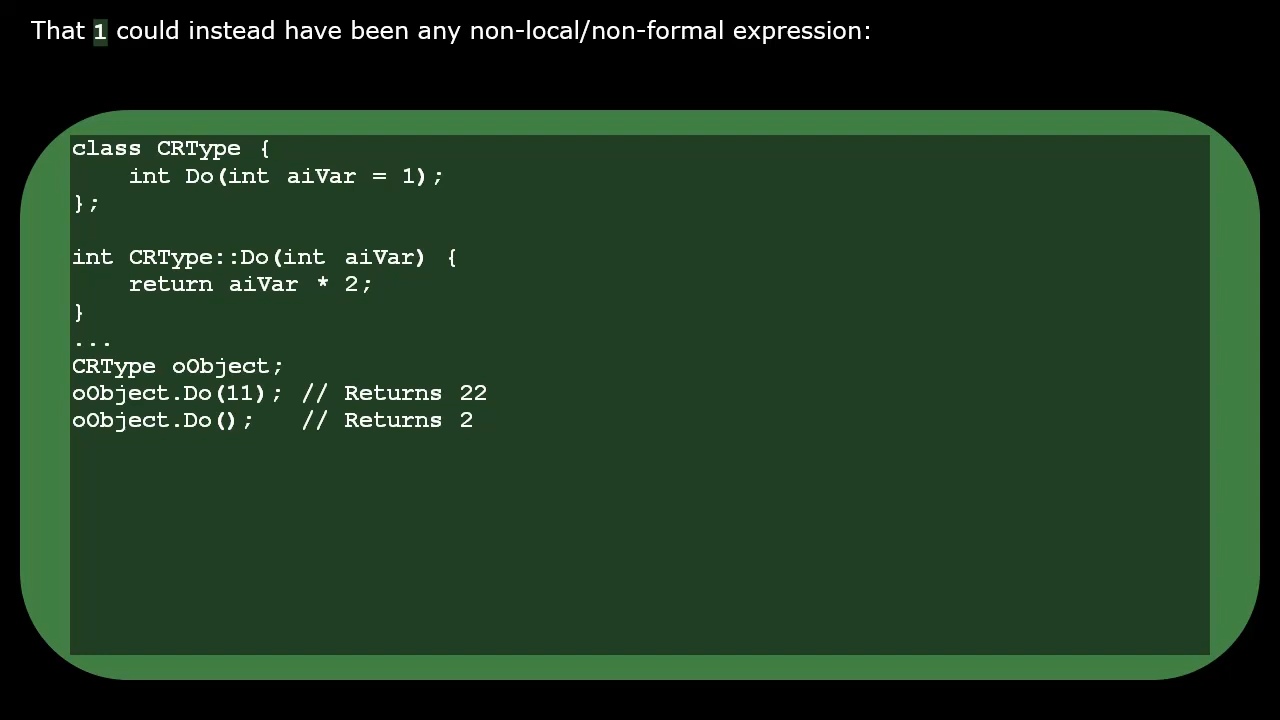 That 1 could instead have been any non-local/non-formal expression:
class CRType {
    int Do(int aiVar = 1);
};

int CRType::Do(int aiVar) {
    return aiVar * 2;
}
...
CRType oObject;
oObject.Do(11); // Returns 22
oObject.Do();   // Returns 2